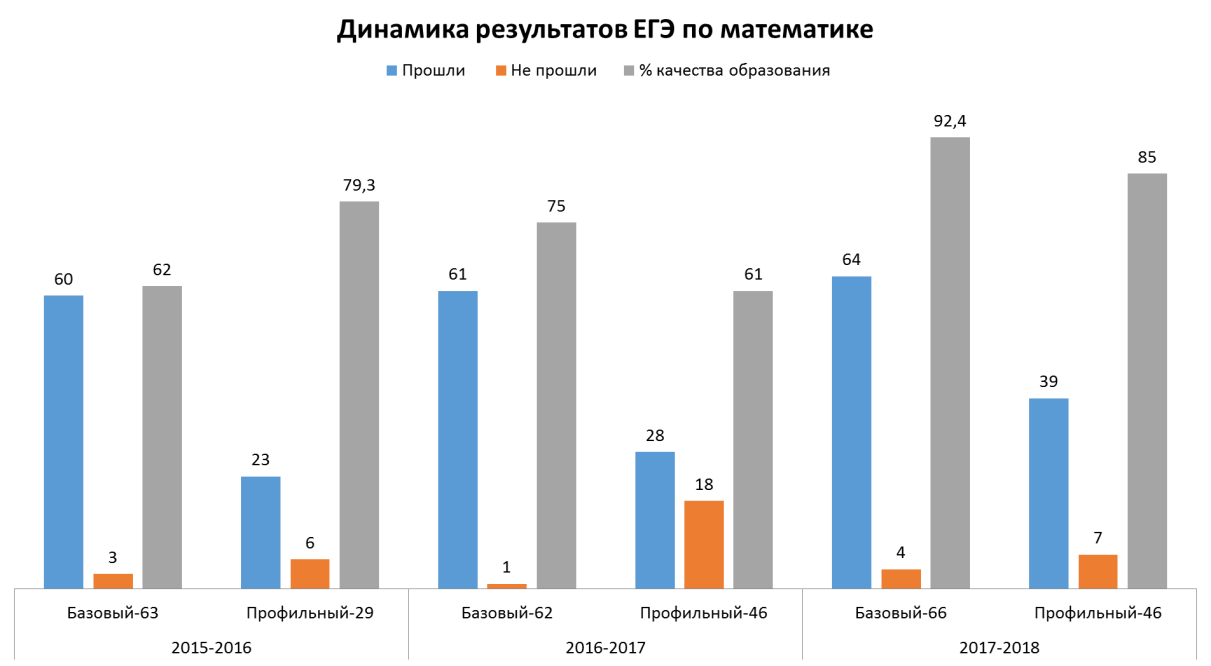 Динамика результатов ЕГЭ по математике
Прошли Не прошли % качества образования
60 3 62 23 6 79,3 61 1 75 28 18 61 64 4 92,4 39 7 85
Базовый-63 Профильный-29 Базовый-62 Профильный-46 Базовый-66 Профильный-46
2015-2016 2016-2017 2017-2018